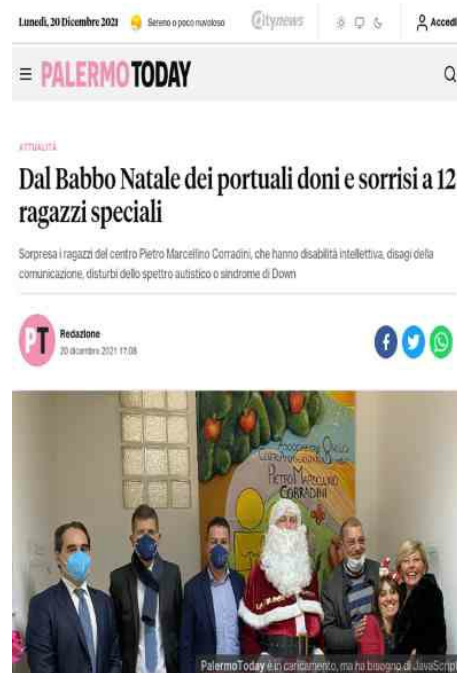 Lunedì, 20 Dicembre 2021 Sereno o poco nuvoloso Citynews Accedi
PALERMOTODAY
ATTUALITÀ
Dal Babbo Natale dei portuali doni e sorrisi a 12
ragazzi speciali
Sorpresa i ragazzi del centro Pietro Marcellino Corradini, che hanno disabilità intellettiva, disagi della
comunicazione, disturbi dello spettro autistico o sindrome di Down
PT
Redazione
20 dicembre 2021 17:08
PIETRO MARCELLINO
CORRADINI
PalermoToday è in caricamento, ma ha bisogno di JavaScript